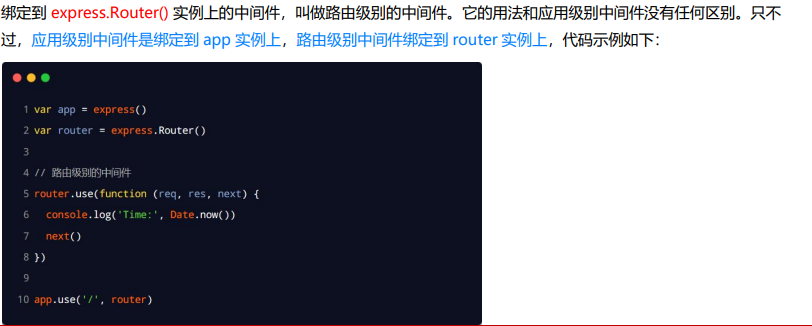 绑定到 express.Router() 实例上的中间件，叫做路由级别的中间件。它的用法和应用级别中间件没有任何区别。只不
过，应用级别中间件是绑定到 app 实例上，路由级别中间件绑定到 router 实例上，代码示例如下：
1 var app = express()
2 var router = express.Router()
3
4 // 路由级别的中间件
5 router.use(function (req, res, next) {
6   console.log('Time:', Date.now())
7   next()
8 })
9
10 app.use('/', router)